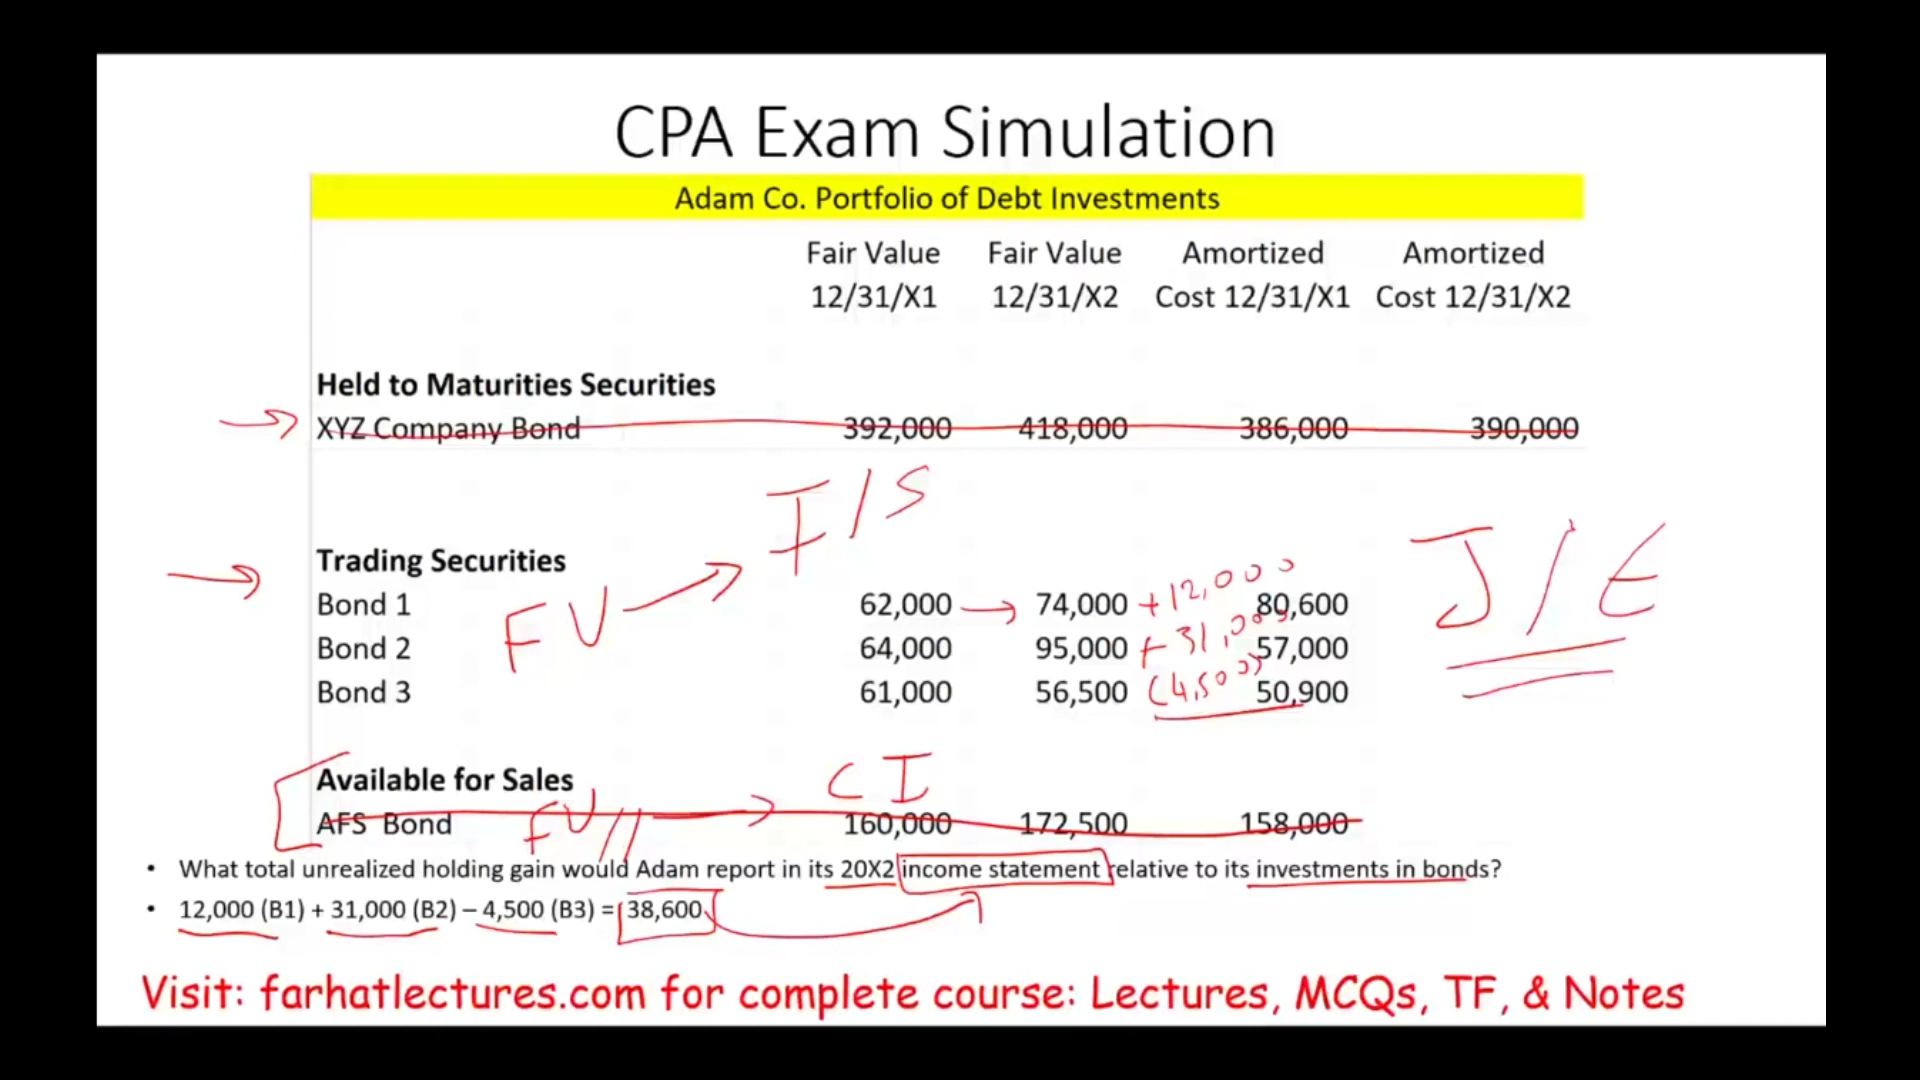 CPA Exam Simulation
Adam Co. Portfolio of Debt Investments
Fair Value Fair Value Amortized Amortized
12/31/X1 12/31/X2 Cost 12/31/X1 Cost 12/31/X2
Held to Maturities Securities
XYZ Company Bond 392,000 418,000 386,000 390,000
I/S
J/E
Trading Securities
Bond 1 62,000 74,000 +12,000 80,600
FV
Bond 2 64,000 95,000 +31,000 57,000
Bond 3 61,000 56,500 (4,500) 50,900
CI
Available for Sales
AFS Bond FV 160,000 172,500 158,000
• What total unrealized holding gain would Adam report in its 20X2 income statement relative to its investments in bonds?
• 12,000 (B1) + 31,000 (B2) – 4,500 (B3) = 38,600
Visit: farhatlectures.com for complete course: Lectures, MCQs, TF, & Notes